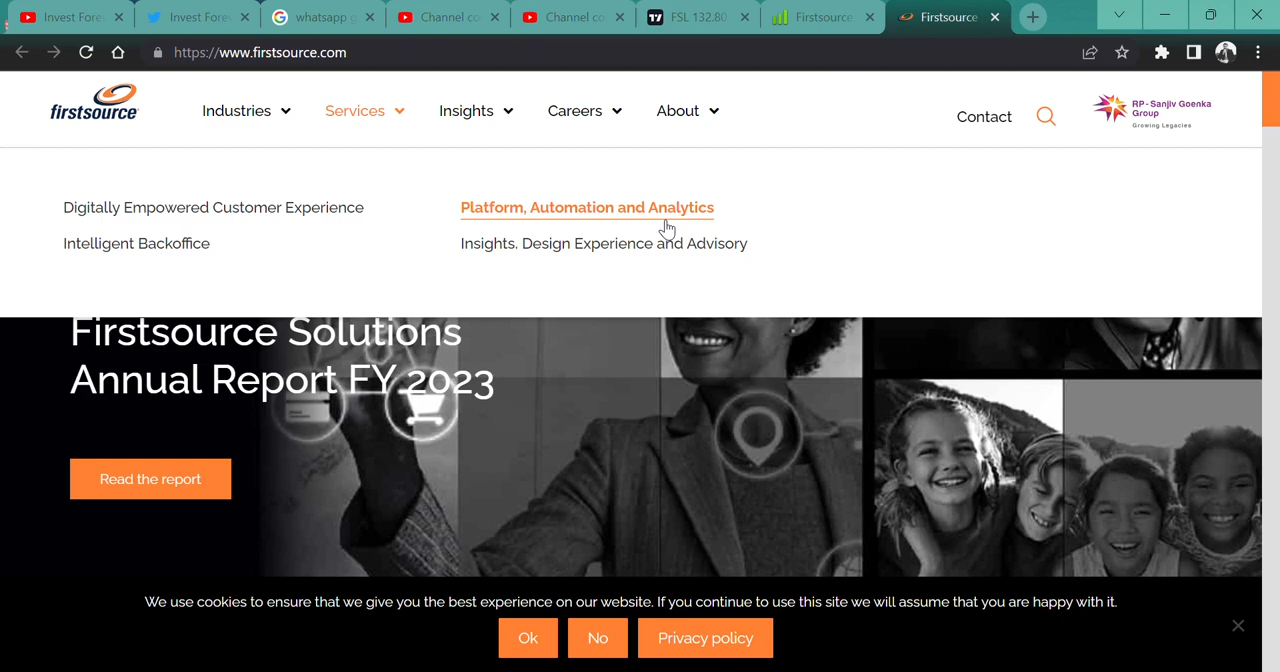 Invest Fore
Invest Fore
whatsapp g
Channel co
Channel co
FSL 132.80
Firstsource
Firstsource
https://www.firstsource.com
firstsource
Industries
Services
Insights
Careers
About
Contact
RP-Sanjiv Goenka
Group
Growing Legacies
Digitally Empowered Customer Experience
Platform, Automation and Analytics
Intelligent Backoffice
Insights. Design Experience and Advisory
Firstsource Solutions
Annual Report FY 2023
Read the report
We use cookies to ensure that we give you the best experience on our website. If you continue to use this site we will assume that you are happy with it.
Ok
No
Privacy policy